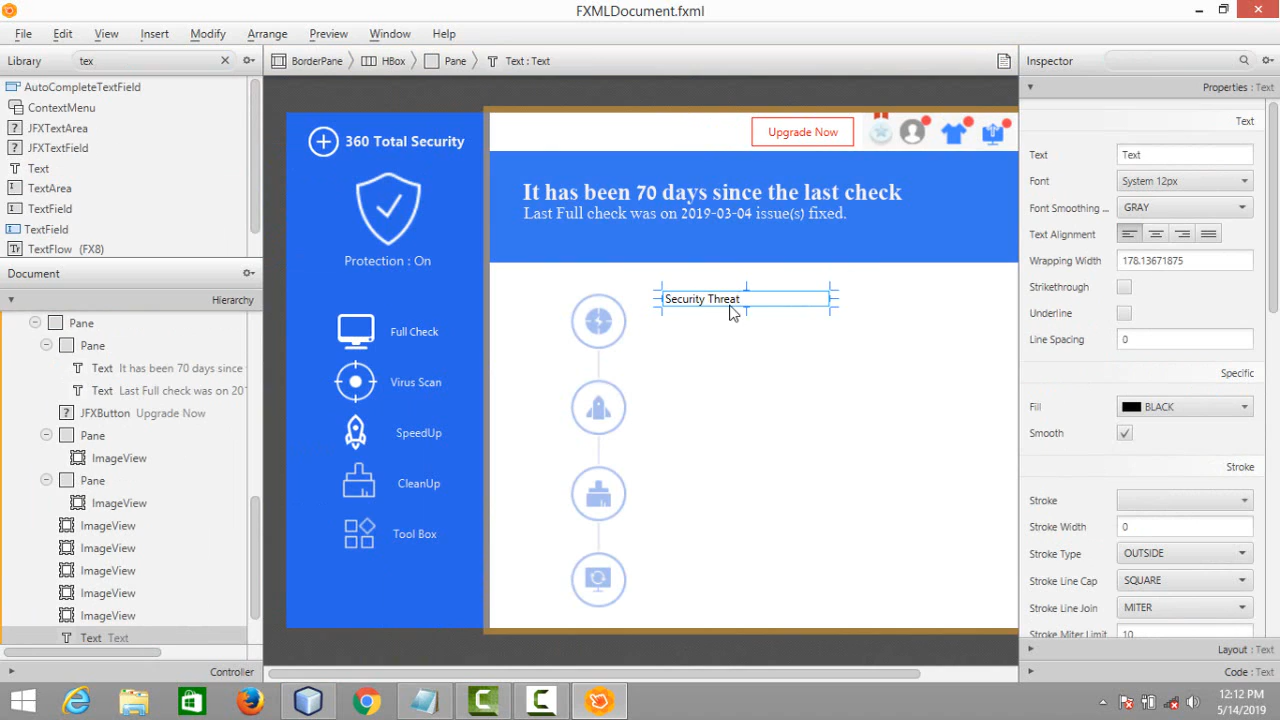 FXMLDocument.fxml
File Edit View Insert Modify Arrange Preview Window Help
Library tex
BorderPane HBox Pane Text : Text
Inspector
AutoCompleteTextField
ContextMenu
JFXTextArea
JFXTextField
Text
TextArea
TextField
TextField
TextFlow (FX8)
Document
Hierarchy
Pane
Pane
Text It has been 70 days since
Text Last Full check was on 201
JFXButton Upgrade Now
Pane
ImageView
Pane
ImageView
ImageView
ImageView
ImageView
ImageView
ImageView
Text Text
Controller
360 Total Security
Protection : On
Full Check
Virus Scan
SpeedUp
CleanUp
Tool Box
Upgrade Now
It has been 70 days since the last check
Last Full check was on 2019-03-04 issue(s) fixed.
Security Threat
Properties : Text
Text
Text Text
Font System 12px
Font Smoothing ... GRAY
Text Alignment
Wrapping Width 178.13671875
Strikethrough
Underline
Line Spacing 0
Specific
Fill BLACK
Smooth
Stroke
Stroke
Stroke Width 0
Stroke Type OUTSIDE
Stroke Line Cap SQUARE
Stroke Line Join MITER
Stroke Miter Limit 10
Layout : Text
Code : Text
12:12 PM
5/14/2019